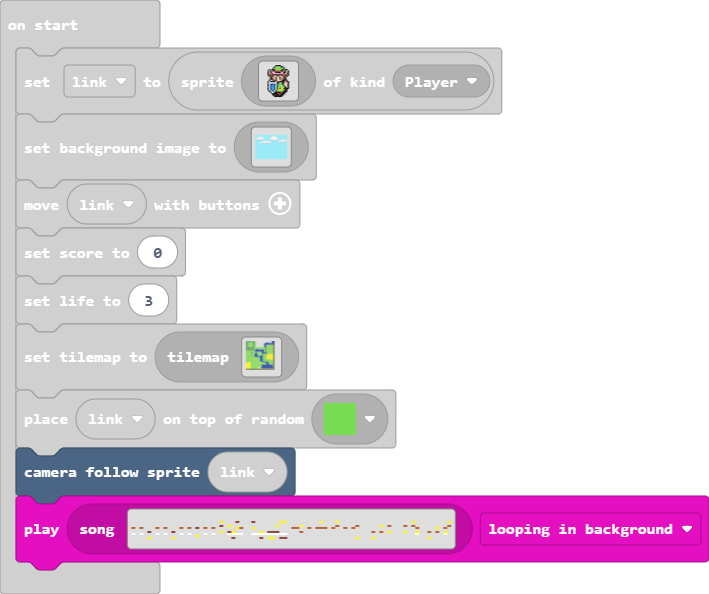 on start
set link to sprite of kind Player
set background image to
move link with buttons
set score to 0
set life to 3
set tilemap to tilemap
place link on top of random
camera follow sprite link
play song looping in background